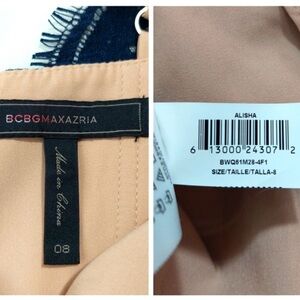 BCBGMAXAZRIA
Made in China
08
ALISHA
6 13000 24307 2
BWQ61M28-4F1
SIZE/TAILLE/TALLA-8